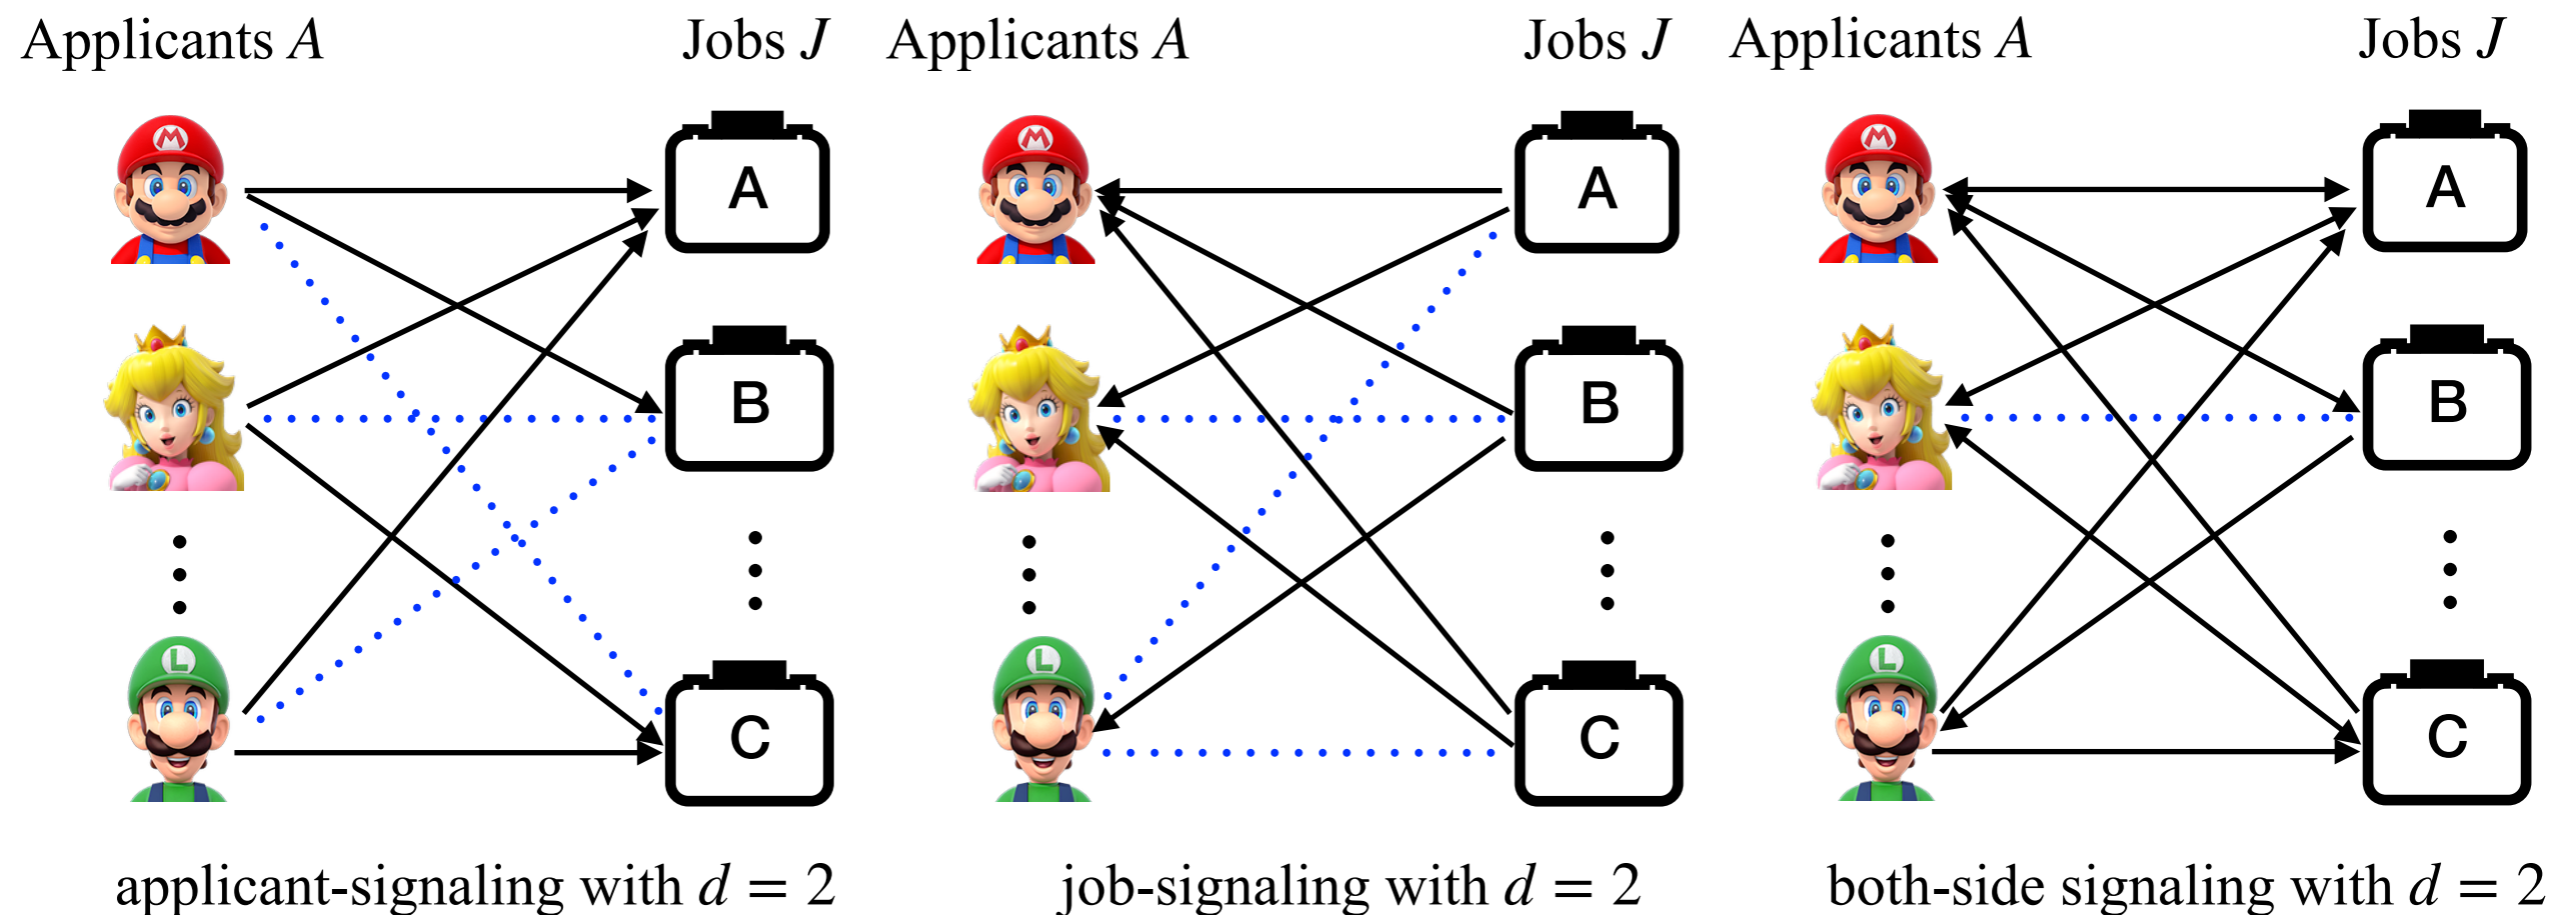 Applicants A Jobs J Applicants A Jobs J Applicants A Jobs J
M M M
A A A
B B B
L L L
C C C
applicant-signaling with d = 2 job-signaling with d = 2 both-side signaling with d = 2